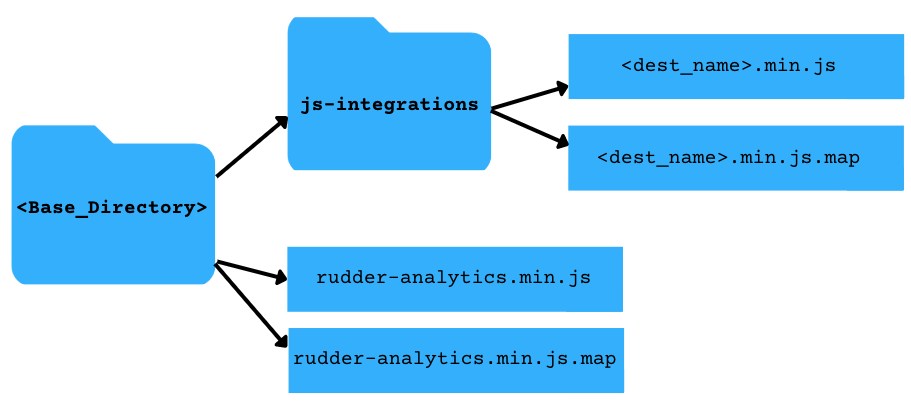 <Base_Directory>
js-integrations
<dest_name>.min.js
<dest_name>.min.js.map
rudder-analytics.min.js
rudder-analytics.min.js.map